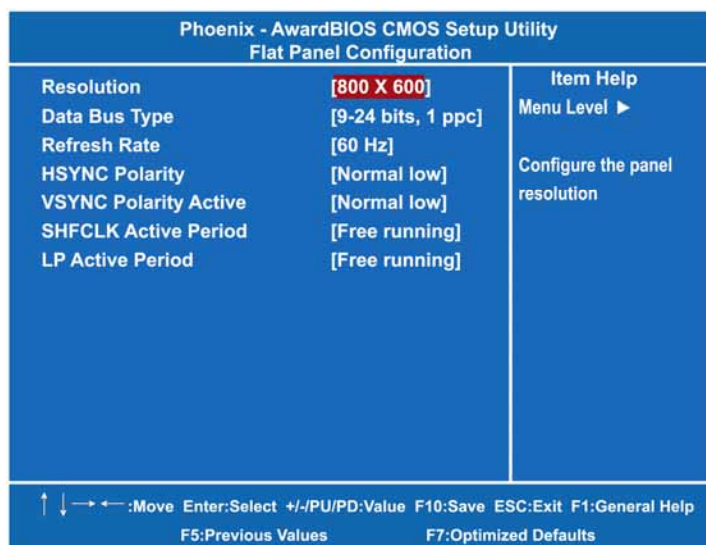 Phoenix - AwardBIOS CMOS Setup Utility
Flat Panel Configuration
Resolution [800 X 600]
Data Bus Type [9-24 bits, 1 ppc]
Refresh Rate [60 Hz]
HSYNC Polarity [Normal low]
VSYNC Polarity Active [Normal low]
SHFCLK Active Period [Free running]
LP Active Period [Free running]
Item Help
Menu Level ►
Configure the panel
resolution
↑ ↓ → ← :Move Enter:Select +/-/PU/PD:Value F10:Save ESC:Exit F1:General Help
F5:Previous Values F7:Optimized Defaults